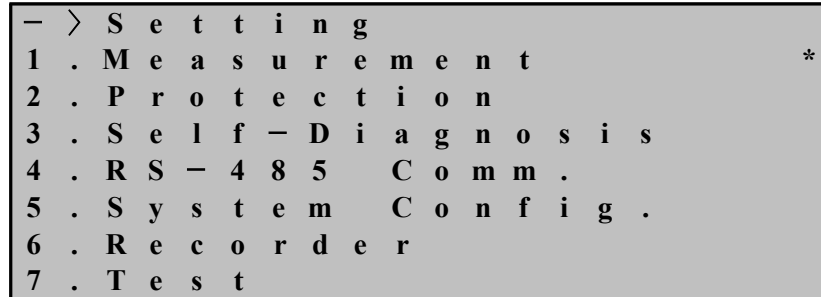 −〉Setting
1.Measurement *
2.Protection
3.Self−Diagnosis
4.RS−485 Comm.
5.System Config.
6.Recorder
7.Test